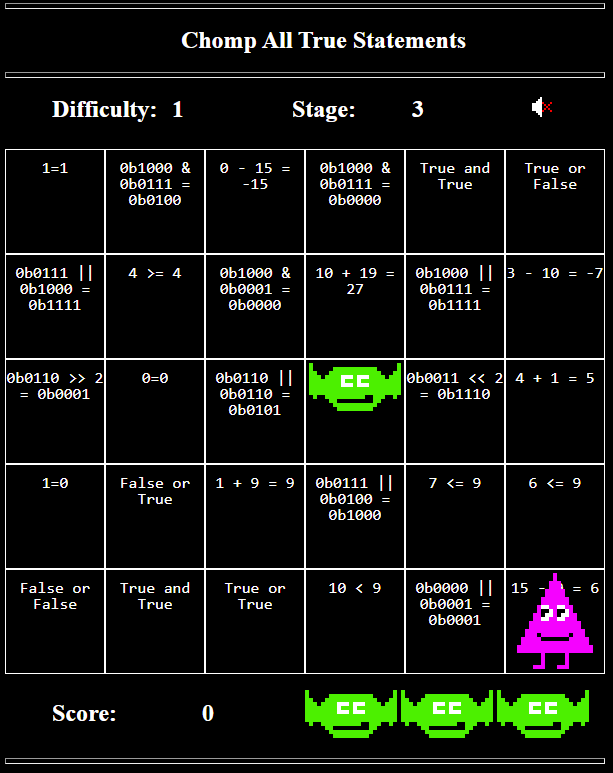 Chomp All True Statements
Difficulty: 1 Stage: 3
1=1
0b1000 &
0b0111 =
0b0100
0 - 15 =
-15
0b1000 &
0b0111 =
0b0000
True and
True
True or
False
0b0111 ||
0b1000 =
0b1111
4 >= 4
0b1000 &
0b0001 =
0b0000
10 + 19 =
27
0b1000 ||
0b0111 =
0b1111
3 - 10 = -7
0b0110 >> 2
= 0b0001
0=0
0b0110 ||
0b0110 =
0b0101
0b0011 << 2
= 0b1110
4 + 1 = 5
1=0
False or
True
1 + 9 = 9
0b0111 ||
0b0100 =
0b1000
7 <= 9
6 <= 9
False or
False
True and
True
True or
True
10 < 9
0b0000 ||
0b0001 =
0b0001
15 - = 6
Score: 0